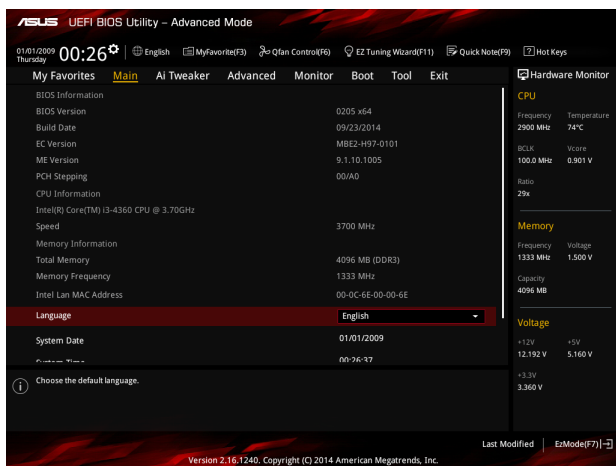 ASUS UEFI BIOS Utility – Advanced Mode
01/01/2009 Thursday 00:26 English MyFavorite(F3) Qfan Control(F6) EZ Tuning Wizard(F11) Quick Note(F9) ? Hot Keys
My Favorites Main Ai Tweaker Advanced Monitor Boot Tool Exit
BIOS Information
BIOS Version 0205 x64
Build Date 09/23/2014
EC Version MBE2-H97-0101
ME Version 9.1.10.1005
PCH Stepping 00/A0
CPU Information
Intel(R) Core(TM) i3-4360 CPU @ 3.70GHz
Speed 3700 MHz
Memory Information
Total Memory 4096 MB (DDR3)
Memory Frequency 1333 MHz
Intel Lan MAC Address 00-0C-6E-00-00-6E
Language English
System Date 01/01/2009
System Time 00:26:37
i Choose the default language.
Hardware Monitor
CPU
Frequency Temperature
2900 MHz 74°C
BCLK Vcore
100.0 MHz 0.901 V
Ratio
29x
Memory
Frequency Voltage
1333 MHz 1.500 V
Capacity
4096 MB
Voltage
+12V +5V
12.192 V 5.160 V
+3.3V
3.360 V
Last Modified EzMode(F7)
Version 2.16.1240. Copyright (C) 2014 American Megatrends, Inc.